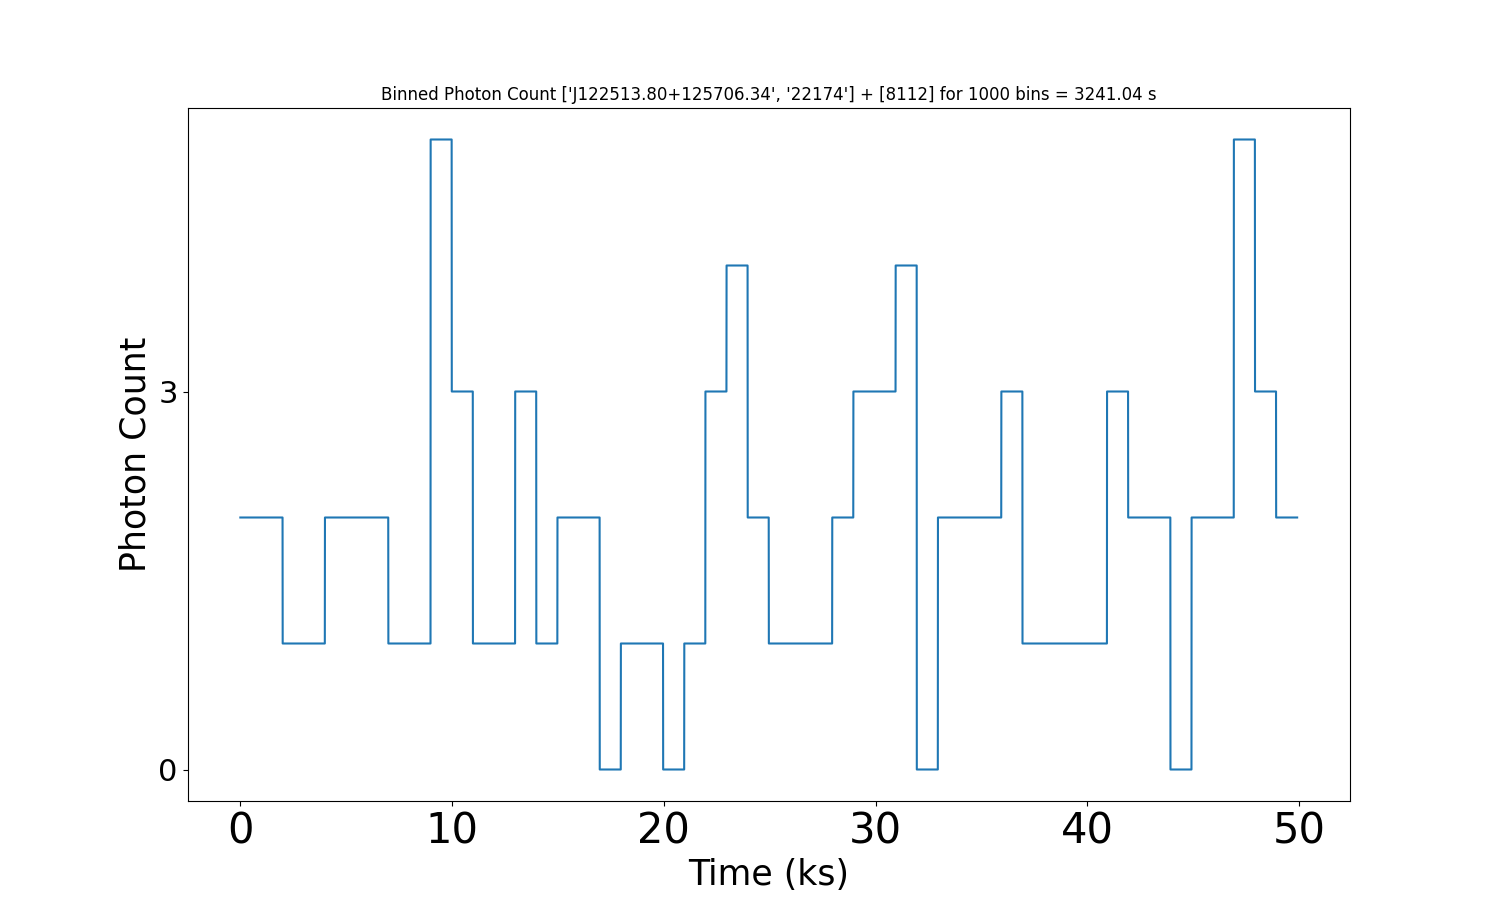 Binned Photon Count ['J122513.80+125706.34', '22174'] + [8112] for 1000 bins = 3241.04 s
Photon Count
3
0
0 10 20 30 40 50
Time (ks)